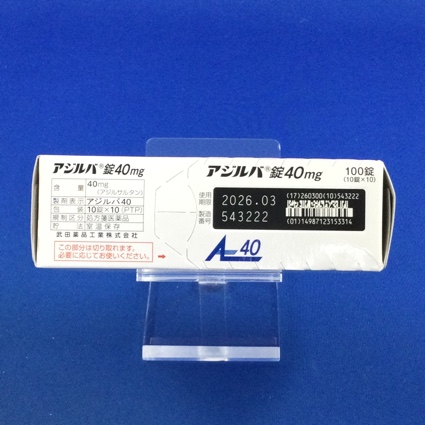 アジルバ®錠40mg
含 量 40mg
(アジルサルタン)
製剤表示 アジルバ40
包 装 10錠×10(PTP)
規制区分 処方箋医薬品
貯 法 室温保存
武田薬品工業株式会社
この部分は切り取れます。
必要に応じてお使いください。
→
アジルバ®錠40mg
100錠
(10錠×10)
使用期限 2026.03
製造番号 543222
(17)260300(10)543222
(01)14987123153314
A 40